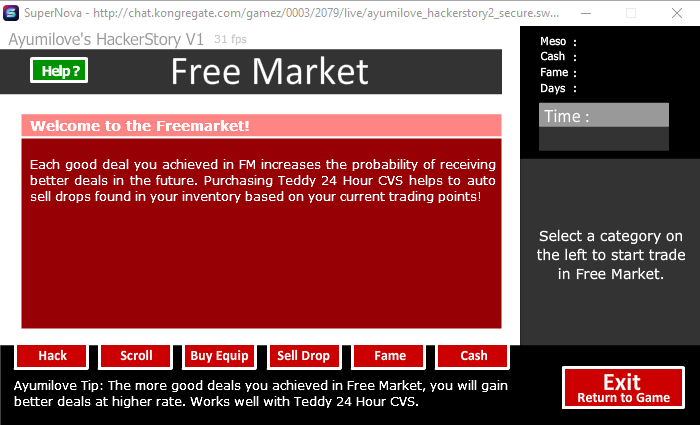 SuperNova - http://chat.kongregate.com/gamez/0003/2079/live/ayumilove_hackerstory2_secure.sw...
Ayumilove's HackerStory V1 31 fps
Help ?
Free Market
Meso :
Cash :
Fame :
Days :
Time :
Welcome to the Freemarket!
Each good deal you achieved in FM increases the probability of receiving
better deals in the future. Purchasing Teddy 24 Hour CVS helps to auto
sell drops found in your inventory based on your current trading points!
Select a category on
the left to start trade
in Free Market.
Hack
Scroll
Buy Equip
Sell Drop
Fame
Cash
Ayumilove Tip: The more good deals you achieved in Free Market, you will gain
better deals at higher rate. Works well with Teddy 24 Hour CVS.
Exit
Return to Game